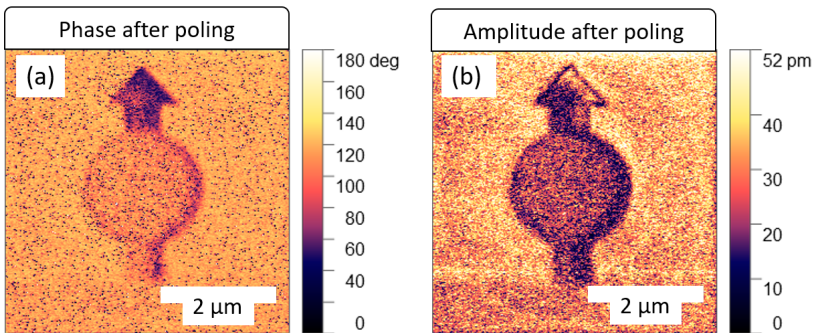 Phase after poling
(a)
180 deg
160
140
120
100
80
60
40
0
2 μm
Amplitude after poling
(b)
52 pm
40
30
20
10
0
2 μm